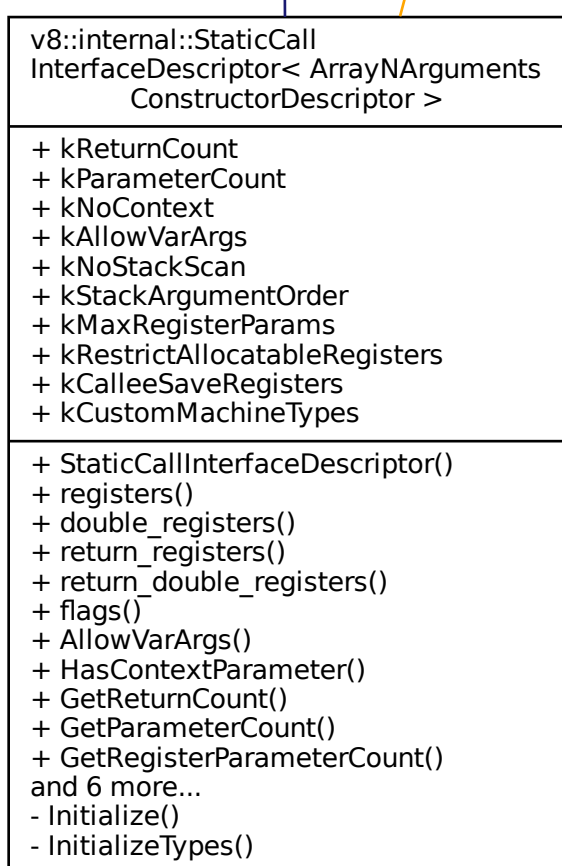 v8::internal::StaticCall
InterfaceDescriptor< ArrayNArguments
ConstructorDescriptor >
+ kReturnCount
+ kParameterCount
+ kNoContext
+ kAllowVarArgs
+ kNoStackScan
+ kStackArgumentOrder
+ kMaxRegisterParams
+ kRestrictAllocatableRegisters
+ kCalleeSaveRegisters
+ kCustomMachineTypes
+ StaticCallInterfaceDescriptor()
+ registers()
+ double_registers()
+ return_registers()
+ return_double_registers()
+ flags()
+ AllowVarArgs()
+ HasContextParameter()
+ GetReturnCount()
+ GetParameterCount()
+ GetRegisterParameterCount()
and 6 more...
- Initialize()
- InitializeTypes()